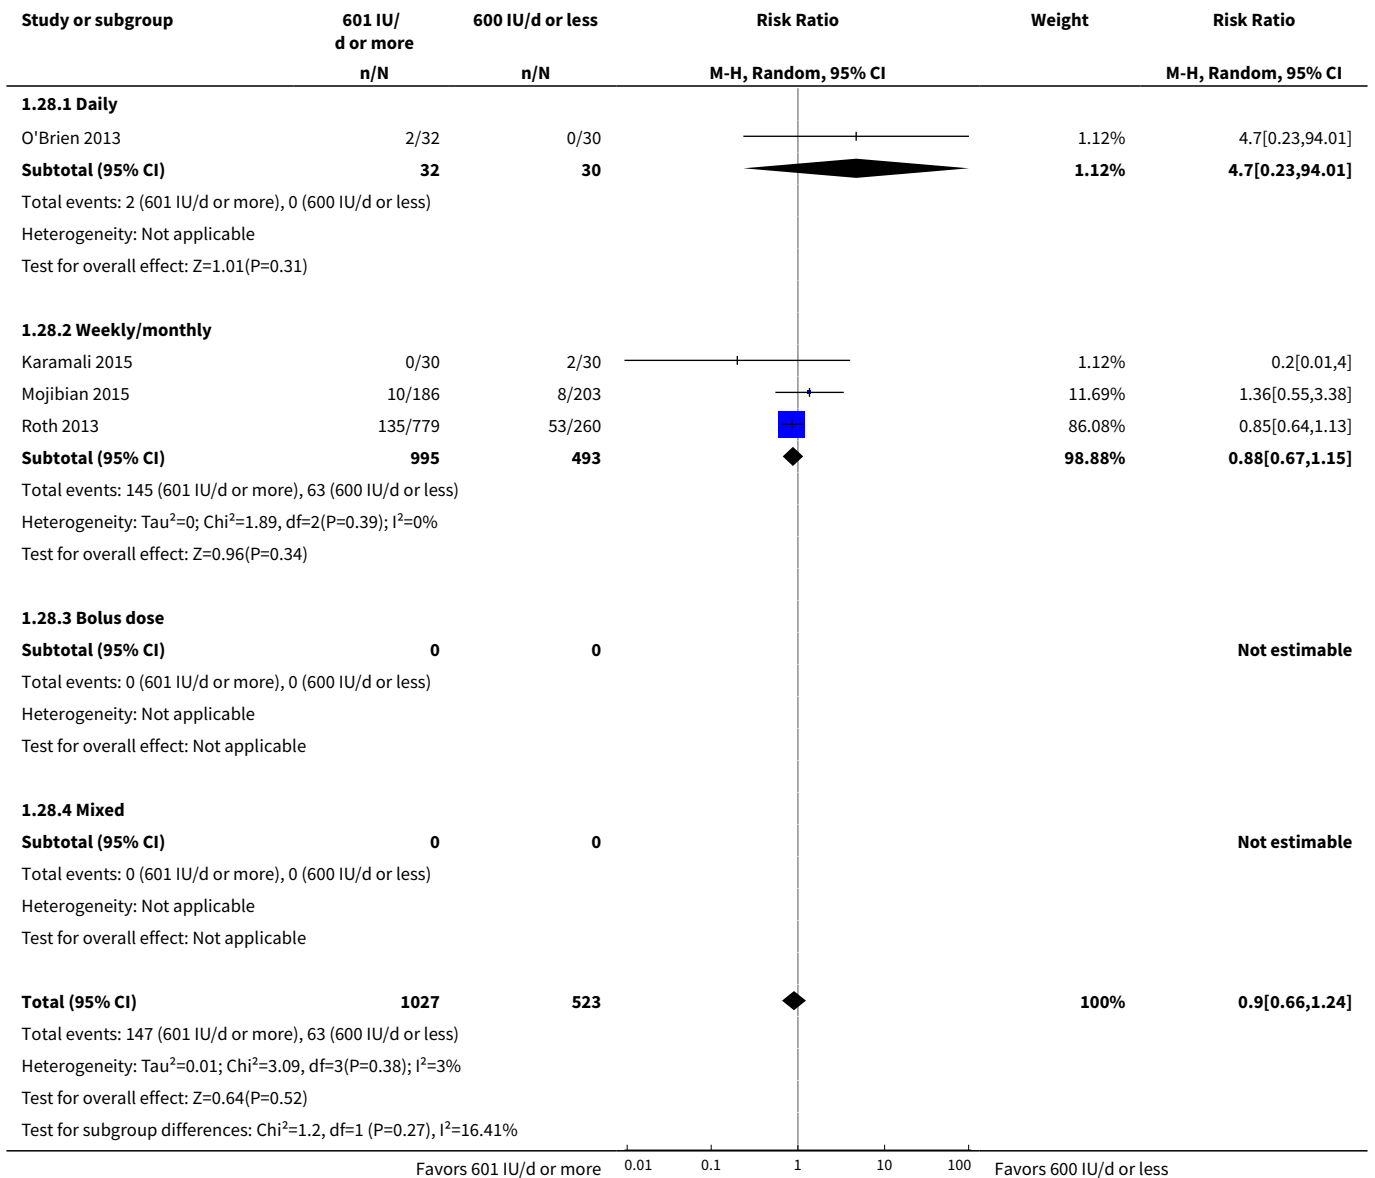 Study or subgroup 601 IU/ 600 IU/d or less Risk Ratio Weight Risk Ratio
d or more
n/N n/N M-H, Random, 95% CI M-H, Random, 95% CI
1.28.1 Daily
O'Brien 2013 2/32 0/30 1.12% 4.7[0.23,94.01]
Subtotal (95% CI) 32 30 1.12% 4.7[0.23,94.01]
Total events: 2 (601 IU/d or more), 0 (600 IU/d or less)
Heterogeneity: Not applicable
Test for overall effect: Z=1.01(P=0.31)
1.28.2 Weekly/monthly
Karamali 2015 0/30 2/30 1.12% 0.2[0.01,4]
Mojibian 2015 10/186 8/203 11.69% 1.36[0.55,3.38]
Roth 2013 135/779 53/260 86.08% 0.85[0.64,1.13]
Subtotal (95% CI) 995 493 98.88% 0.88[0.67,1.15]
Total events: 145 (601 IU/d or more), 63 (600 IU/d or less)
Heterogeneity: Tau²=0; Chi²=1.89, df=2(P=0.39); I²=0%
Test for overall effect: Z=0.96(P=0.34)
1.28.3 Bolus dose
Subtotal (95% CI) 0 0 Not estimable
Total events: 0 (601 IU/d or more), 0 (600 IU/d or less)
Heterogeneity: Not applicable
Test for overall effect: Not applicable
1.28.4 Mixed
Subtotal (95% CI) 0 0 Not estimable
Total events: 0 (601 IU/d or more), 0 (600 IU/d or less)
Heterogeneity: Not applicable
Test for overall effect: Not applicable
Total (95% CI) 1027 523 100% 0.9[0.66,1.24]
Total events: 147 (601 IU/d or more), 63 (600 IU/d or less)
Heterogeneity: Tau²=0.01; Chi²=3.09, df=3(P=0.38); I²=3%
Test for overall effect: Z=0.64(P=0.52)
Test for subgroup differences: Chi²=1.2, df=1 (P=0.27), I²=16.41%
Favors 601 IU/d or more 0.01 0.1 1 10 100 Favors 600 IU/d or less